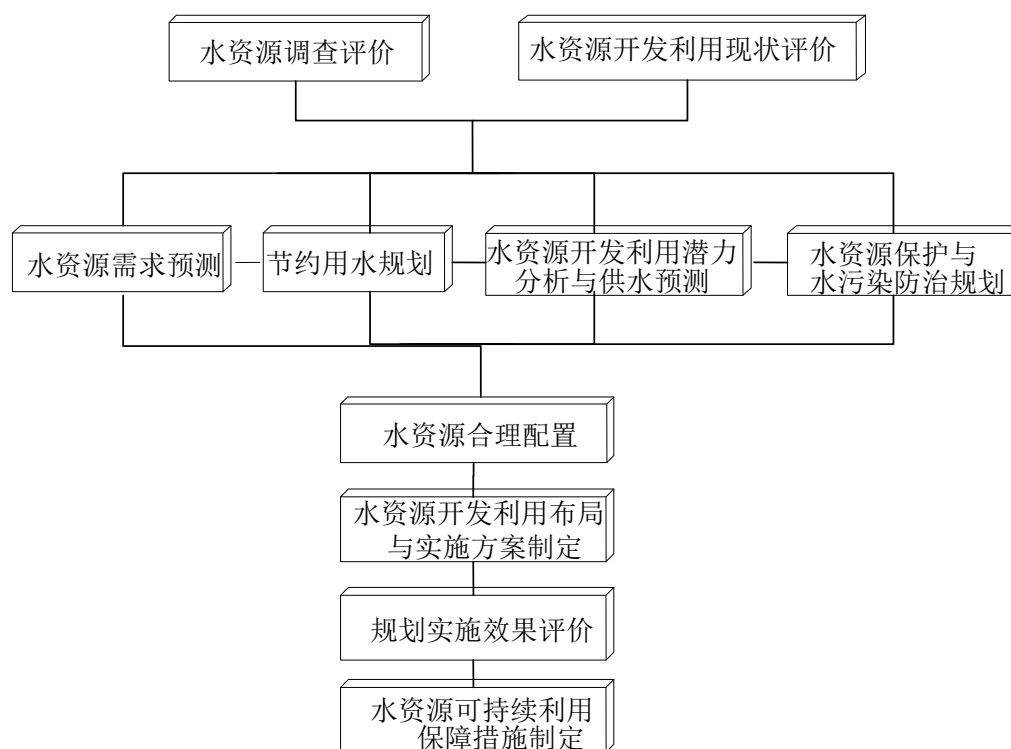 水资源调查评价
水资源开发利用现状评价
水资源需求预测
节约用水规划
水资源开发利用潜力
分析与供水预测
水资源保护与
水污染防治规划
水资源合理配置
水资源开发利用布局
与实施方案制定
规划实施效果评价
水资源可持续利用
保障措施制定